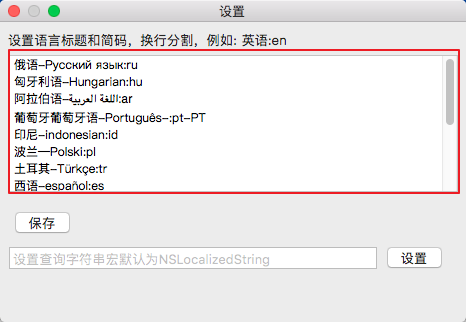 设置
设置语言标题和简码，换行分割，例如: 英语:en
俄语-Русский язык:ru
匈牙利语-Hungarian:hu
阿拉伯语-اللغة العربية:ar
葡萄牙葡萄牙语-Português-:pt-PT
印尼-indonesian:id
波兰—Polski:pl
土耳其-Türkçe:tr
西语-español:es
保存
设置查询字符串宏默认为NSLocalizedString
设置